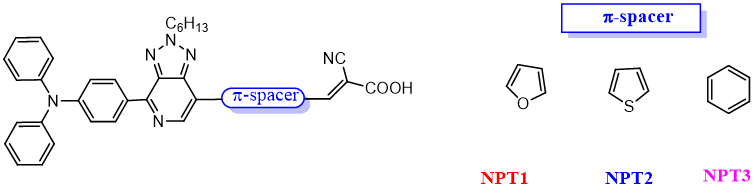 C6H13
N
N
N
N
N
π-spacer
NC
COOH
π-spacer
O
S
NPT1
NPT2
NPT3